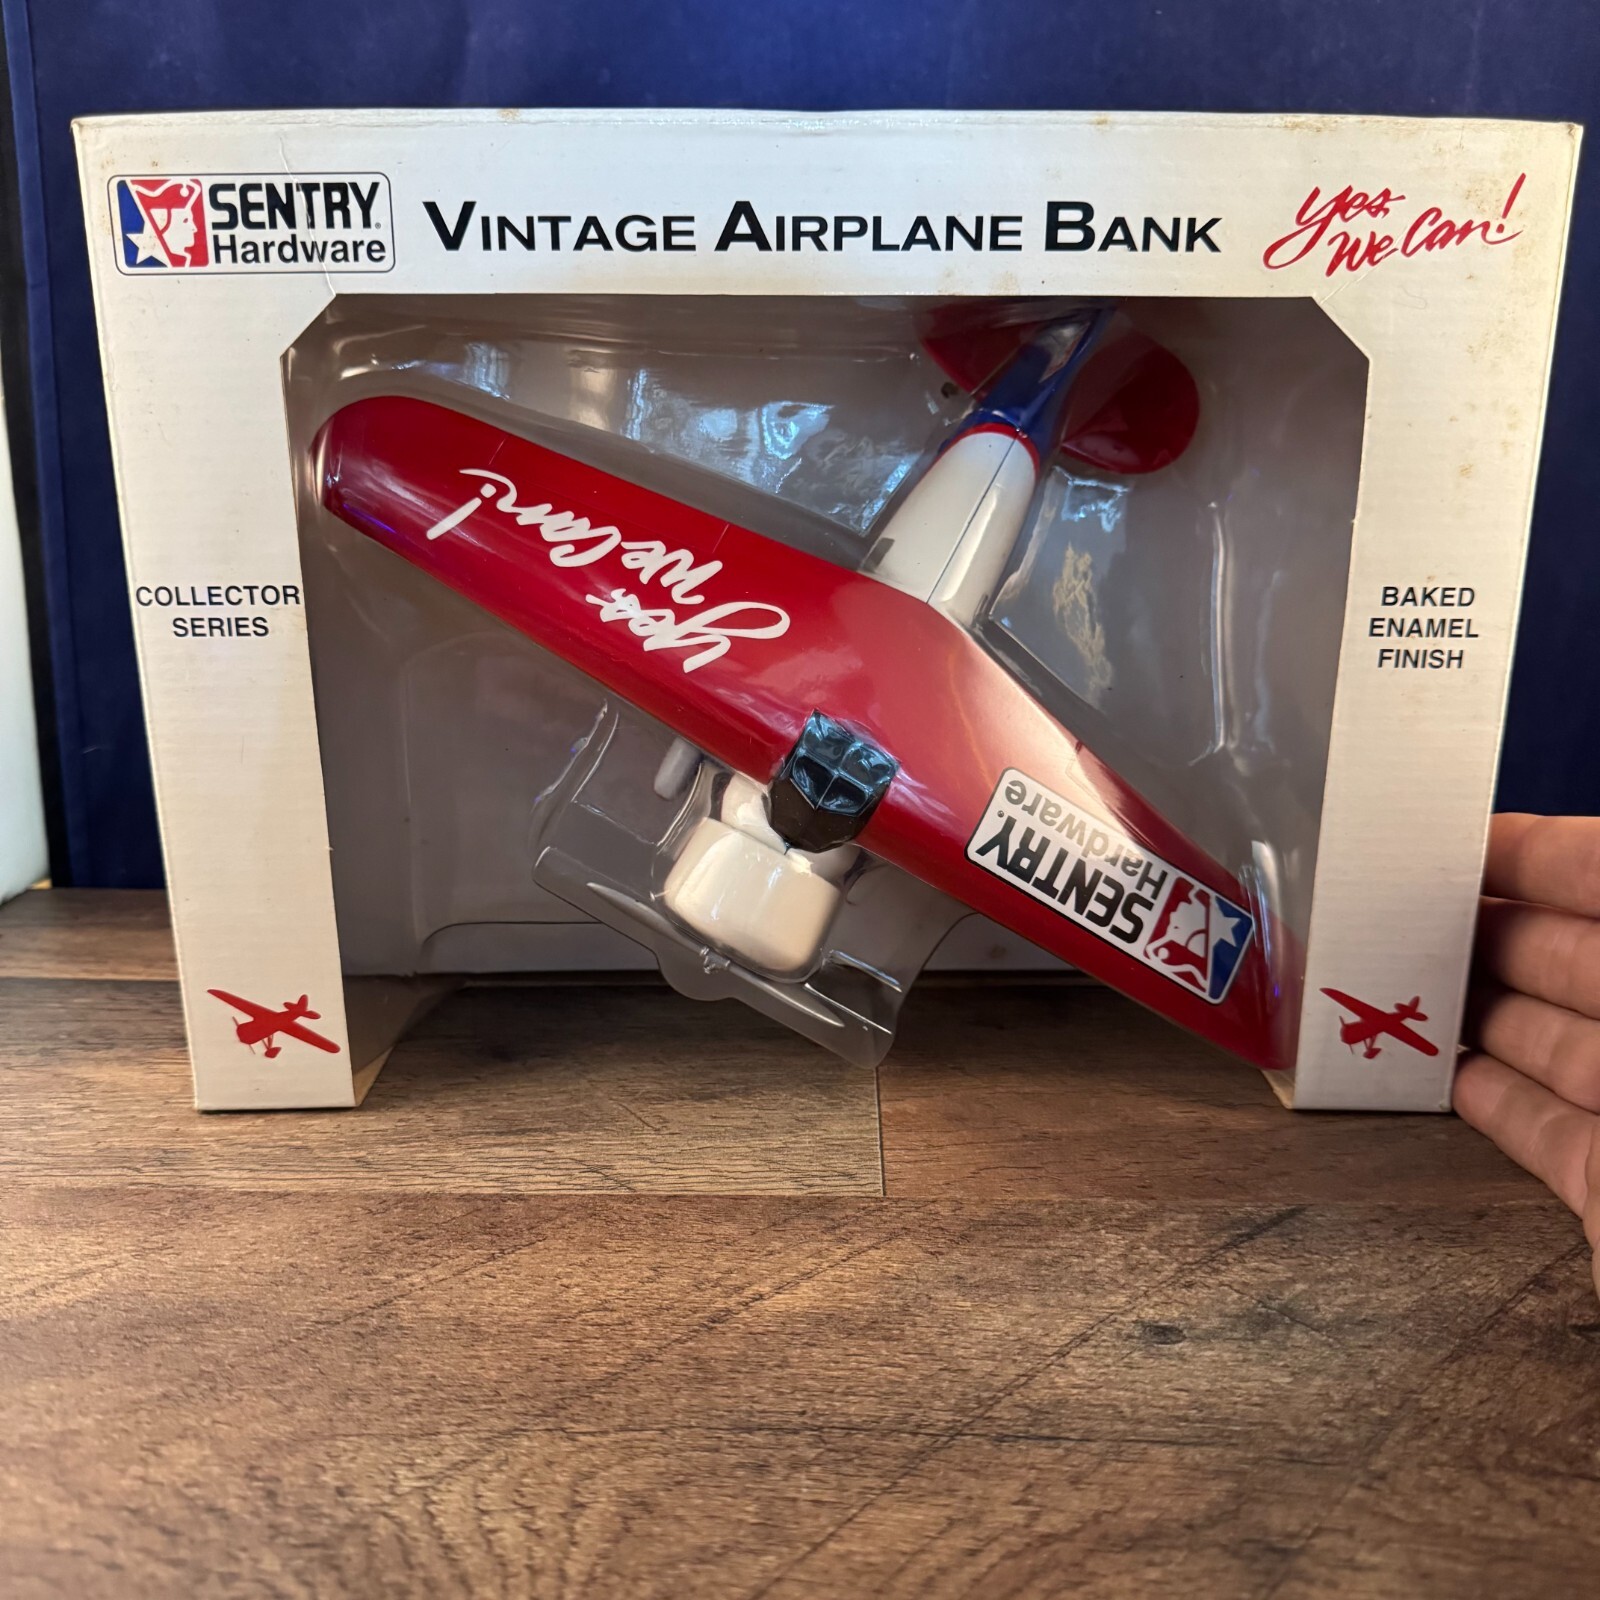 SENTRY®
Hardware
VINTAGE AIRPLANE BANK
Yes
We Can!
COLLECTOR
SERIES
BAKED
ENAMEL
FINISH
Yes
We Can!
SENTRY®
Hardware